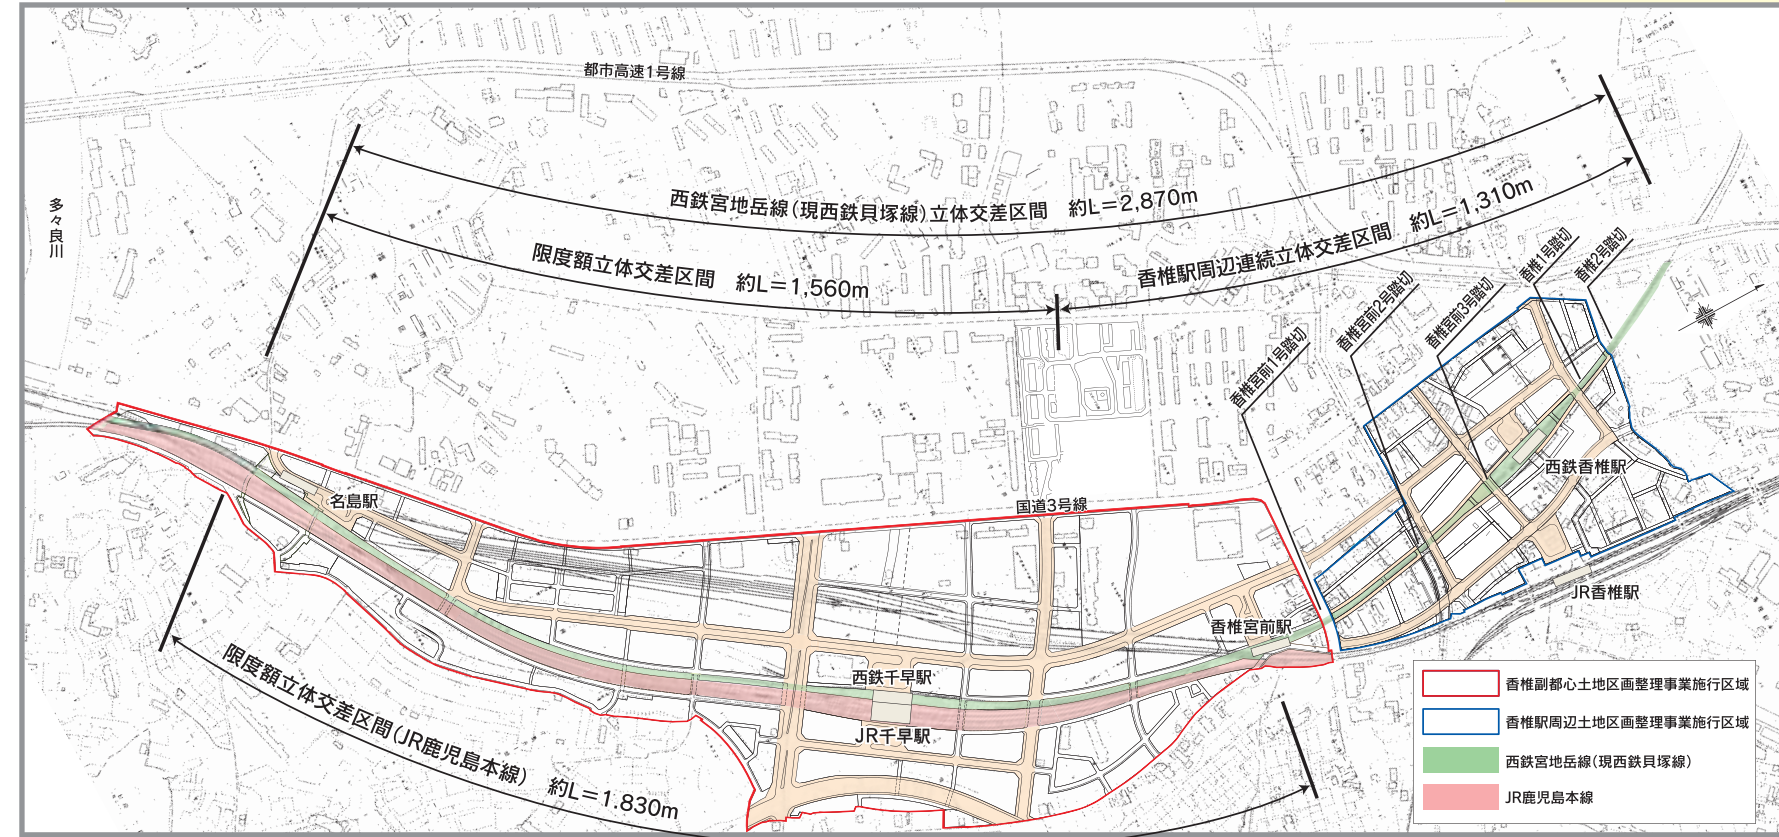 都市高速1号線
多々良川
西鉄宮地岳線(現西鉄貝塚線)立体交差区間 約L=2,870m
限度額立体交差区間 約L=1,560m
香椎駅周辺連続立体交差区間 約L=1,310m
香椎宮前1号踏切
香椎宮前2号踏切
香椎宮前3号踏切
香椎1号踏切
香椎2号踏切
名島駅
国道3号線
西鉄香椎駅
JR香椎駅
香椎宮前駅
西鉄千早駅
JR千早駅
限度額立体交差区間(JR鹿児島本線) 約L=1.830m
香椎副都心土地区画整理事業施行区域
香椎駅周辺土地区画整理事業施行区域
西鉄宮地岳線(現西鉄貝塚線)
JR鹿児島本線